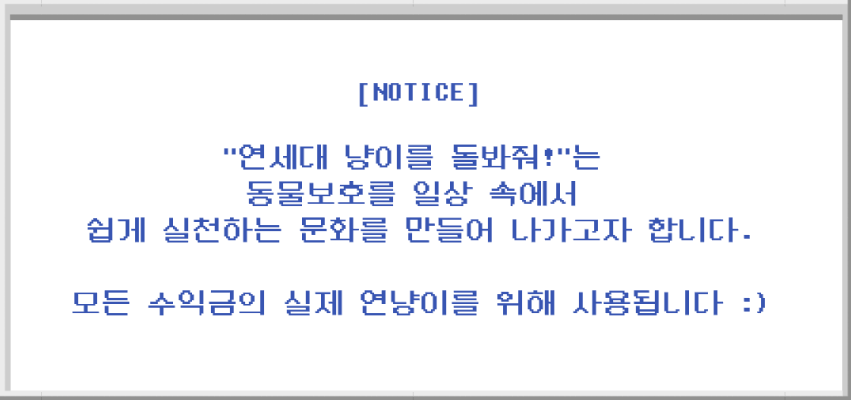 [NOTICE]
"연세대 냥이를 돌봐줘!"는
동물보호를 일상 속에서
쉽게 실천하는 문화를 만들어 나가고자 합니다.
모든 수익금의 실제 연냥이를 위해 사용됩니다 :)